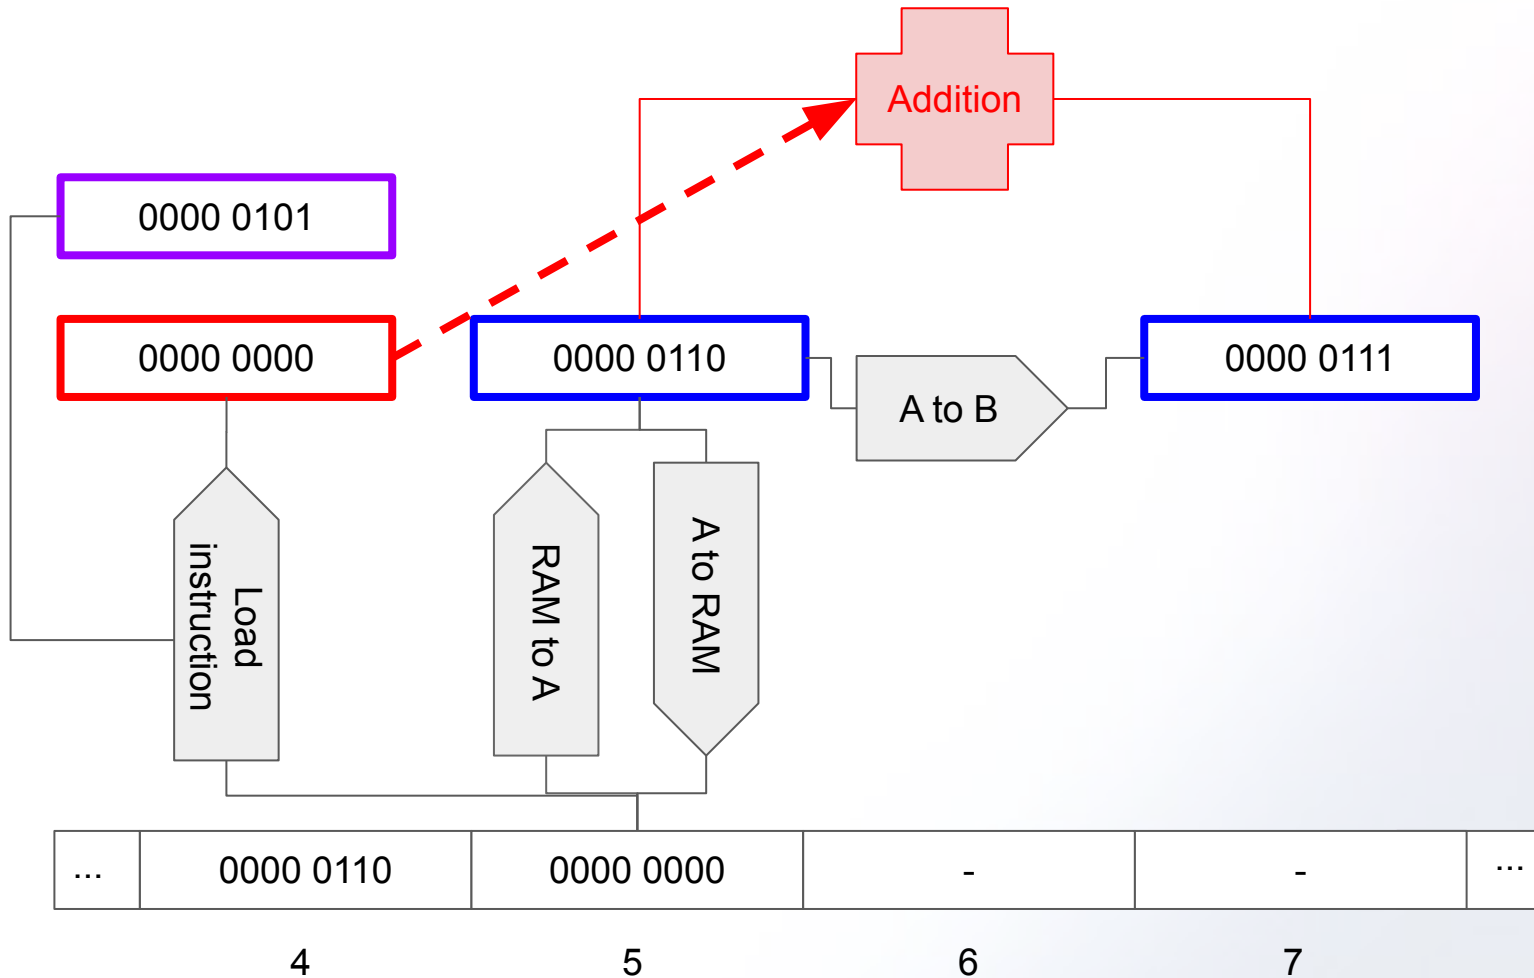 Addition
0000 0101
0000 0000
0000 0110
0000 0111
A to B
Load
instruction
RAM to A
A to RAM
...
0000 0110
0000 0000
-
-
...
4
5
6
7